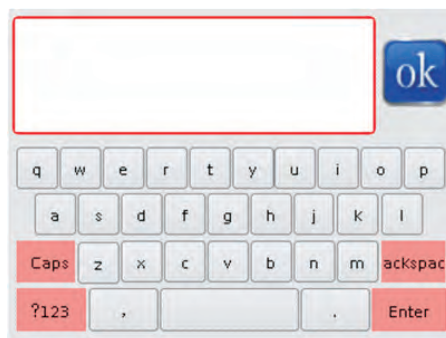 ok
q w e r t y u i o p
a s d f g h j k l
Caps z x c v b n m ackspac
?123 , . Enter